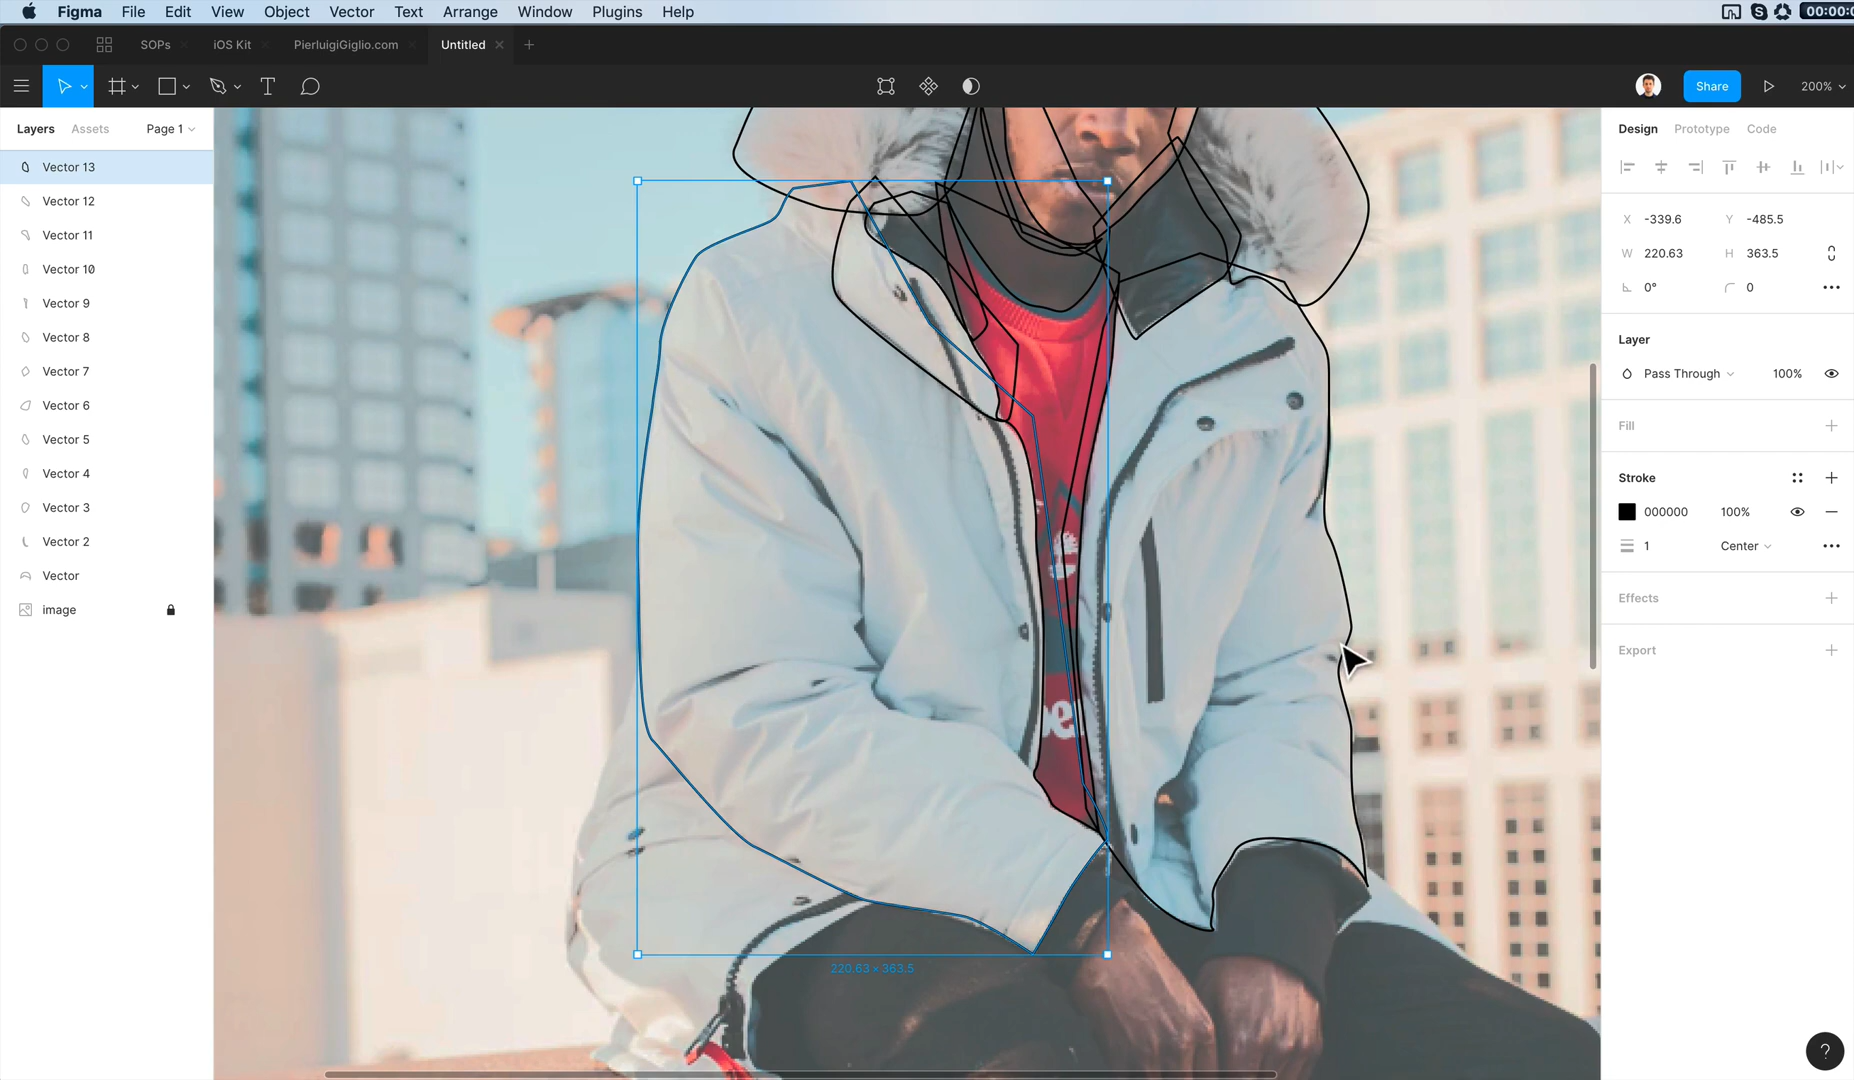 Figma File Edit View Object Vector Text Arrange Window Plugins Help
00:00:0
SOPs iOS Kit PierluigiGiglio.com Untitled
Share 200%
Layers Assets Page 1
Design Prototype Code
Vector 13
Vector 12
Vector 11
Vector 10
Vector 9
Vector 8
Vector 7
Vector 6
Vector 5
Vector 4
Vector 3
Vector 2
Vector
image
X -339.6 Y -485.5
W 220.63 H 363.5
0° 0
Layer
Pass Through 100%
Fill
Stroke
000000 100%
1 Center
Effects
Export
220.63 × 363.5
?